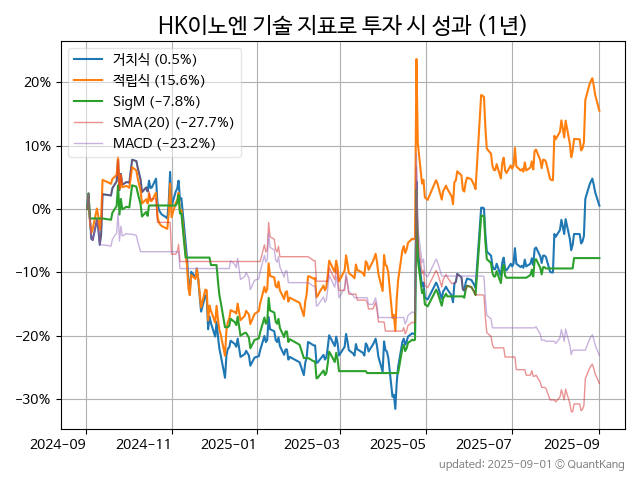 HK이노엔 기술 지표로 투자 시 성과 (1년)
거치식 (0.5%)
적립식 (15.6%)
SigM (−7.8%)
SMA(20) (−27.7%)
MACD (−23.2%)
20%
10%
0%
−10%
−20%
−30%
2024-09 2024-11 2025-01 2025-03 2025-05 2025-07 2025-09
updated: 2025-09-01 © QuantKang